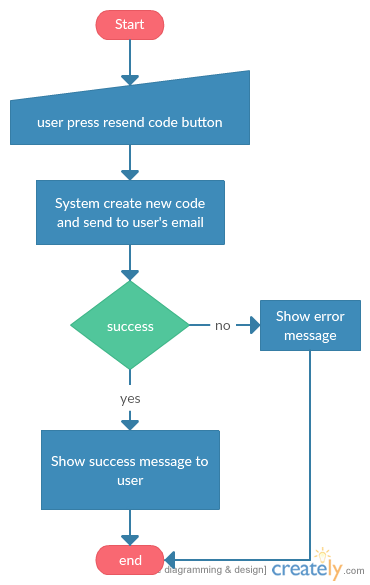 Start
user press resend code button
System create new code
and send to user's email
success
no
Show error
message
yes
Show success message to
user
end
diagramming & design]
creately.com